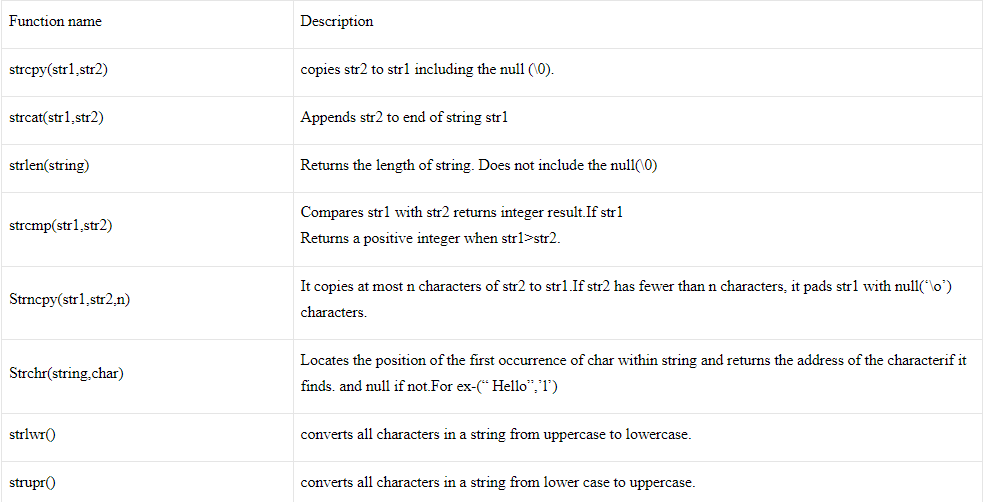 Function name
Description
strcpy(str1,str2)
copies str2 to str1 including the null (\0).
strcat(str1,str2)
Appends str2 to end of string str1
strlen(string)
Returns the length of string. Does not include the null(\0)
strcmp(str1,str2)
Compares str1 with str2 returns integer result.If str1
Returns a positive integer when str1>str2.
Strncpy(str1,str2,n)
It copies at most n characters of str2 to str1.If str2 has fewer than n characters, it pads str1 with null(‘\o’)
characters.
Strchr(string,char)
Locates the position of the first occurrence of char within string and returns the address of the characterif it
finds. and null if not.For ex-(“ Hello”,’l’)
strlwr()
converts all characters in a string from uppercase to lowercase.
strupr()
converts all characters in a string from lower case to uppercase.